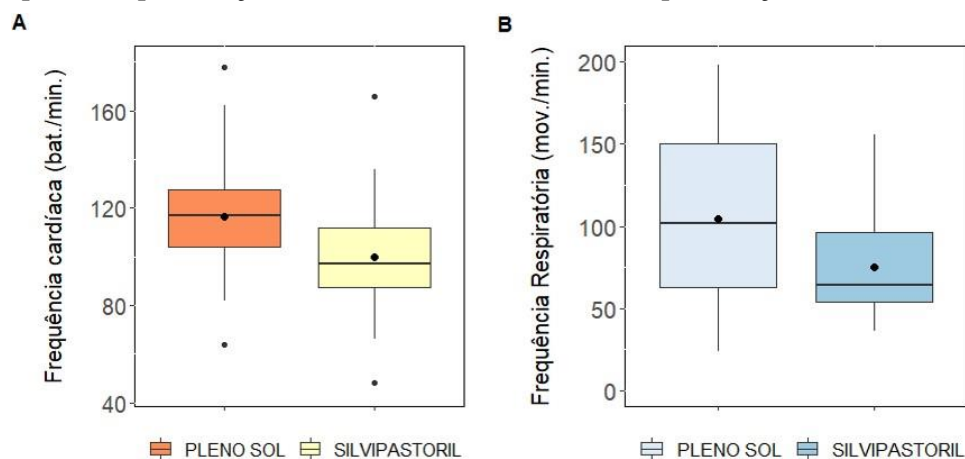 A
Frequência cardíaca (bat./min.)
160
120
80
40
PLENO SOL SILVIPASTORIL
B
Frequência Respiratória (mov./min.)
200
150
100
50
0
PLENO SOL SILVIPASTORIL